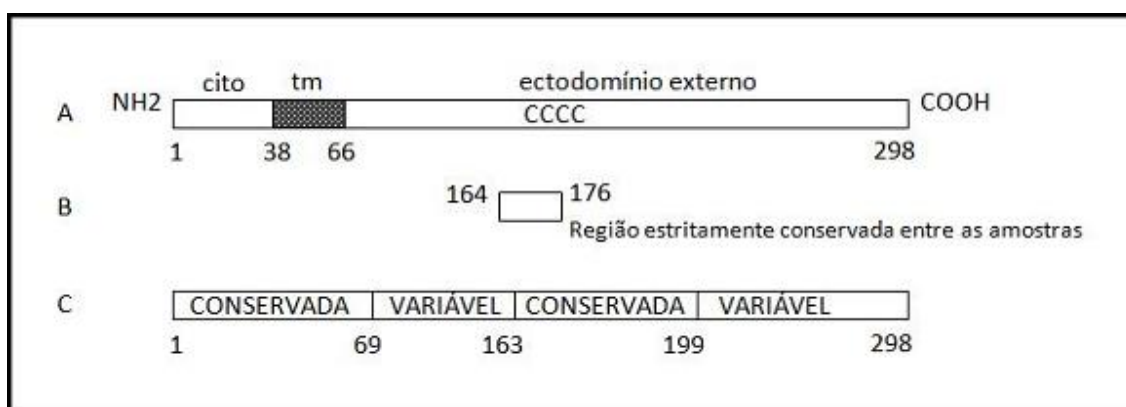 cito tm ectodomínio externo
A NH2 CCCC COOH
1 38 66 298
B 164 176
Região estritamente conservada entre as amostras
C CONSERVADA VARIÁVEL CONSERVADA VARIÁVEL
1 69 163 199 298